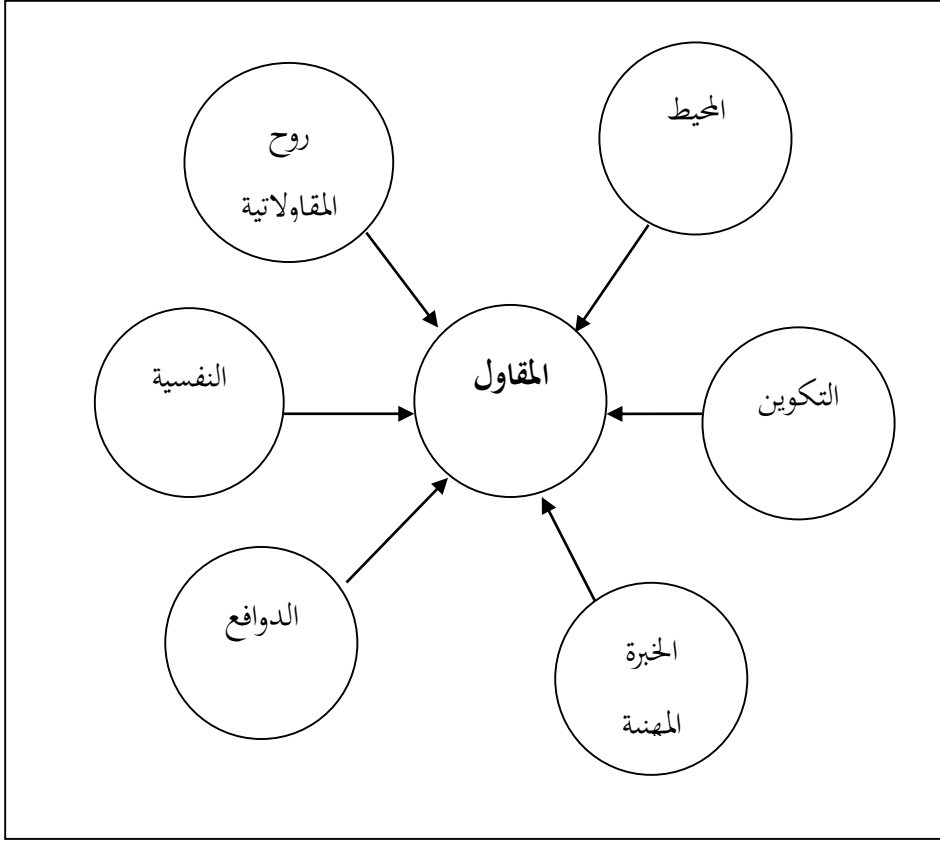 المحيط
روح
المقاولاتية
المقاول
النفسية
التكوين
الدوافع
الخبرة
المهنية